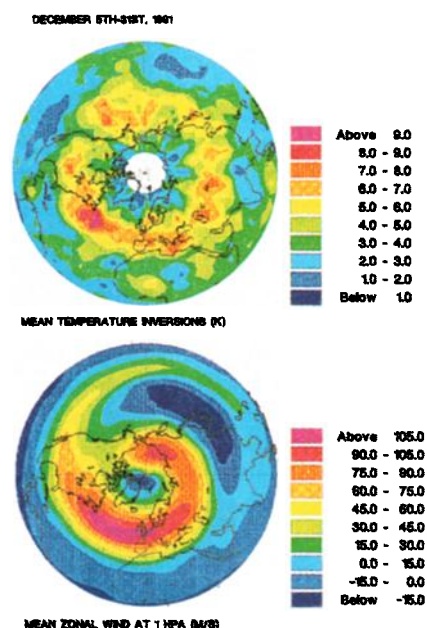 DECEMBER 5TH-31ST, 1991
Above 9.0
8.0 - 9.0
7.0 - 8.0
6.0 - 7.0
5.0 - 6.0
4.0 - 5.0
3.0 - 4.0
2.0 - 3.0
1.0 - 2.0
Below 1.0
MEAN TEMPERATURE INVERSIONS (K)
Above 105.0
90.0 - 105.0
75.0 - 90.0
60.0 - 75.0
45.0 - 60.0
30.0 - 45.0
15.0 - 30.0
0.0 - 15.0
-15.0 - 0.0
Below -15.0
MEAN ZONAL WIND AT 1 HPA (M/S)